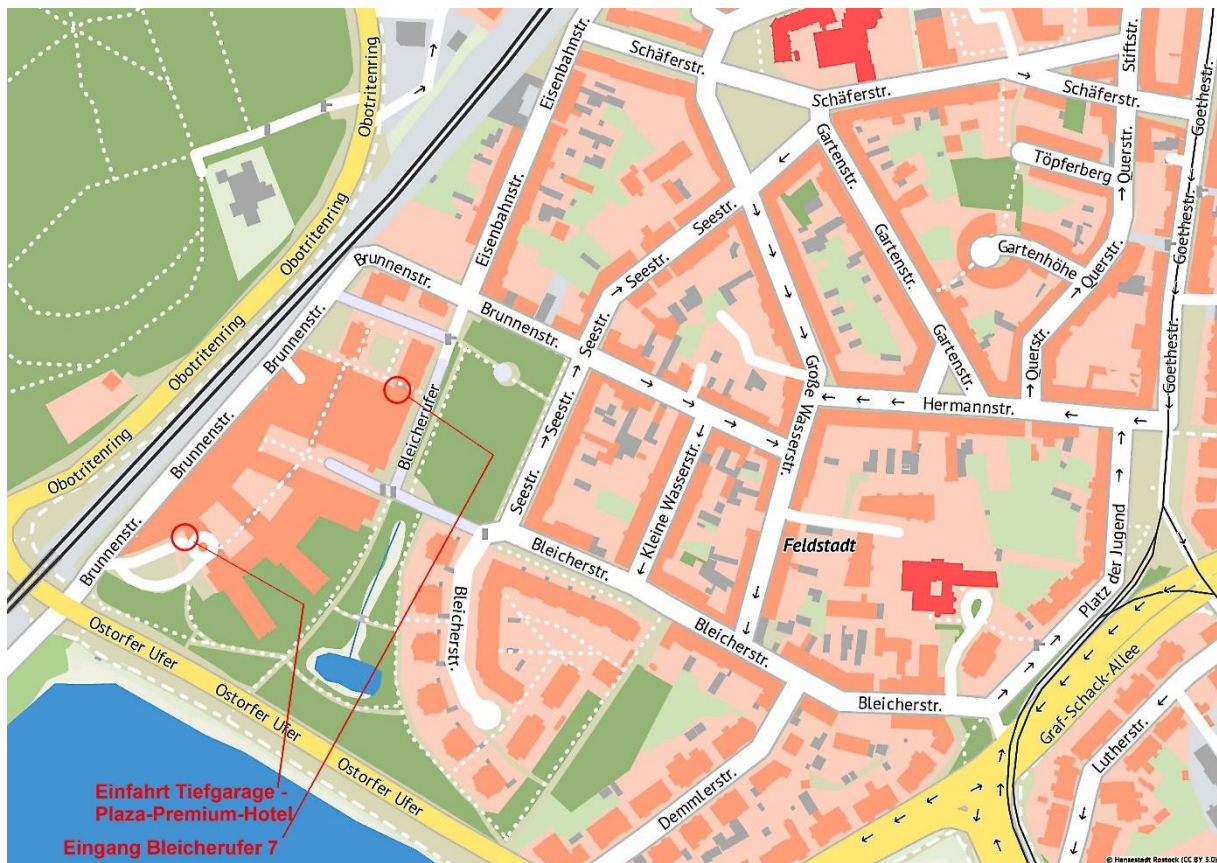 Schäferstr.
Eisenbahnstr.
Obotritenring
Schäferstr.
Stiftstr.
Schäferstr.
Goethestr.
Gartenstr.
Töpferberg
Querstr.
Obotritenring
Eisenbahnstr.
Seestr.
Seestr.
Gartenstr.
Gartenhöhe
Querstr.
Goethestr.
Brunnenstr.
Obotritenring
Brunnenstr.
Brunnenstr.
Seestr.
Große Wasserstr.
Gartenstr.
Querstr.
Goethestr.
Obotritenring
Brunnenstr.
Bleicherufer
Seestr.
Hermannstr.
Obotritenring
Seestr.
Kleine Wasserstr.
Brunnenstr.
Bleicherstr.
Feldstadt
Platz der Jugend
Bleicherstr.
Bleicherstr.
Ostorfer Ufer
Ostorfer Ufer
Bleicherstr.
Graf-Schack-Allee
Lutherstr.
Demmlerstr.
Ostorfer Ufer
Einfahrt Tiefgarage -
Plaza-Premium-Hotel
Eingang Bleicherufer 7
© Hansestadt Rostock (CC BY 3.0)